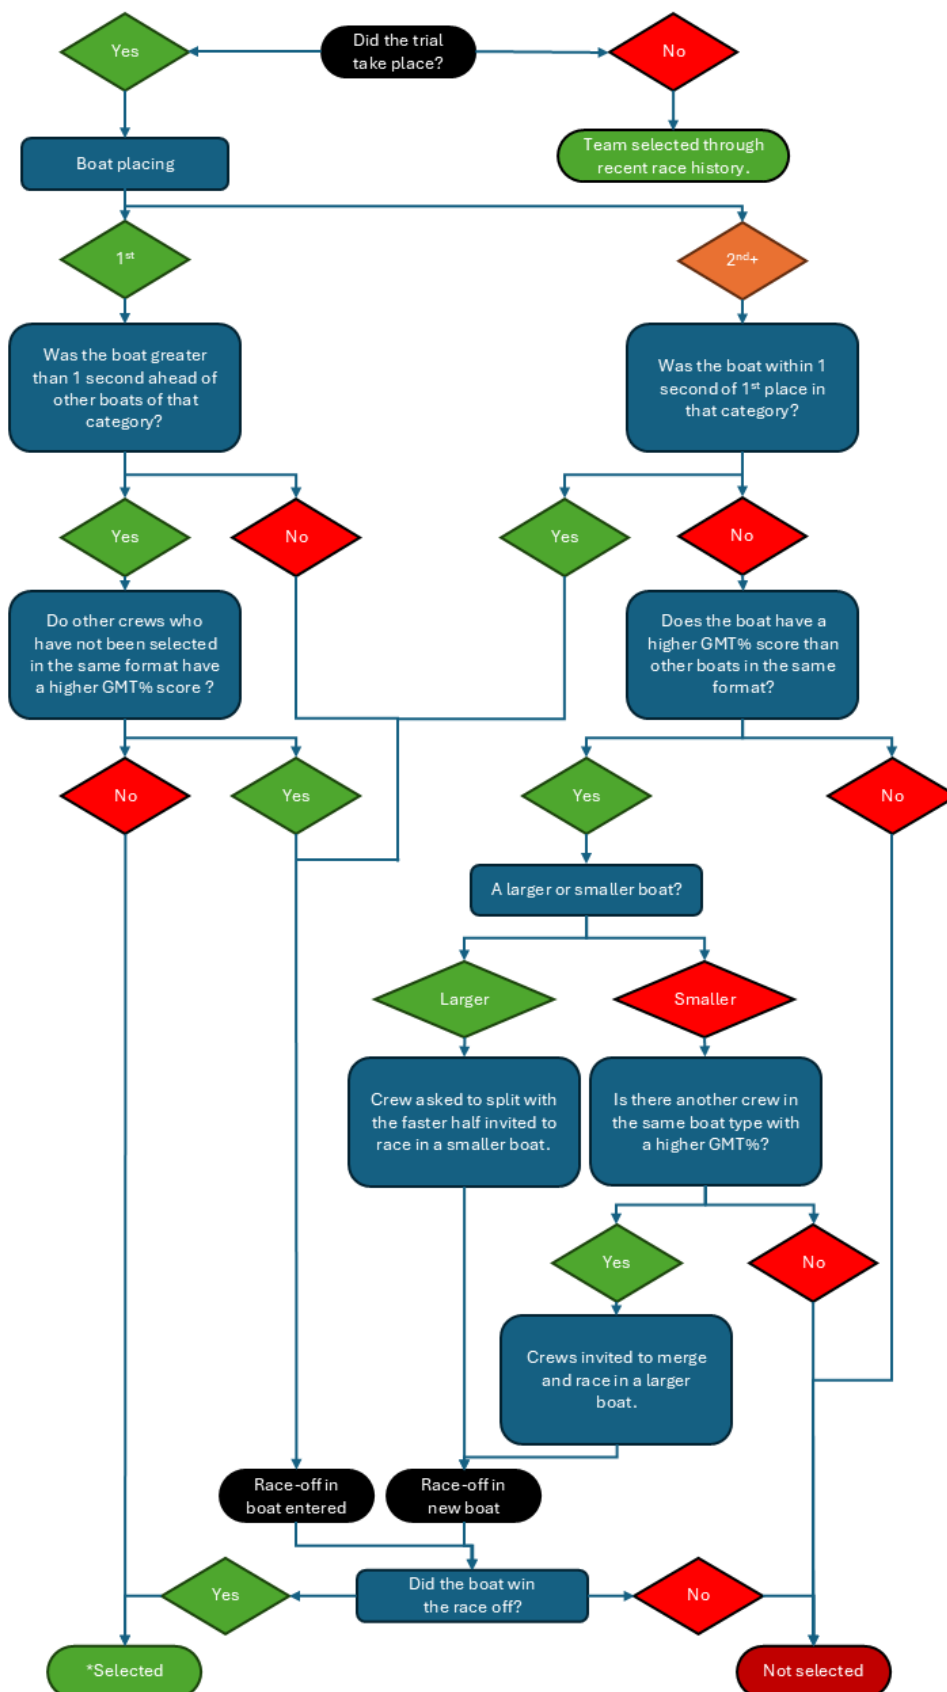 Yes
Did the trial
take place?
No
Boat placing
Team selected through
recent race history.
1st
2nd+
Was the boat greater
than 1 second ahead of
other boats of that
category?
Was the boat within 1
second of 1st place in
that category?
Yes
No
Yes
No
Do other crews who
have not been selected
in the same format have
a higher GMT% score ?
Does the boat have a
higher GMT% score than
other boats in the same
format?
No
Yes
Yes
No
A larger or smaller boat?
Larger
Smaller
Crew asked to split with
the faster half invited to
race in a smaller boat.
Is there another crew in
the same boat type with
a higher GMT%?
Yes
No
Crews invited to merge
and race in a larger
boat.
Race-off in
boat entered
Race-off in
new boat
Yes
Did the boat win
the race off?
No
*Selected
Not selected